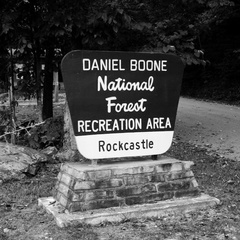 DANIEL BOONE
National
Forest
RECREATION AREA
Rockcastle